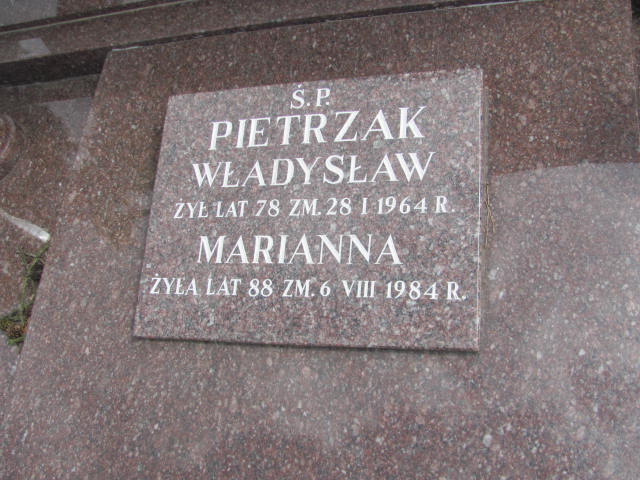 Ś.P.
PIETRZAK
WŁADYSŁAW
ŻYŁ LAT 78 ZM. 28 I 1964 R.
MARIANNA
ŻYŁA LAT 88 ZM. 6 VIII 1984 R.